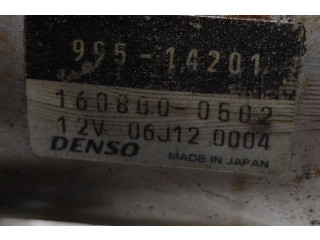 995-14201
160800-0502
12V 06J12 0004
DENSO MADE IN JAPAN